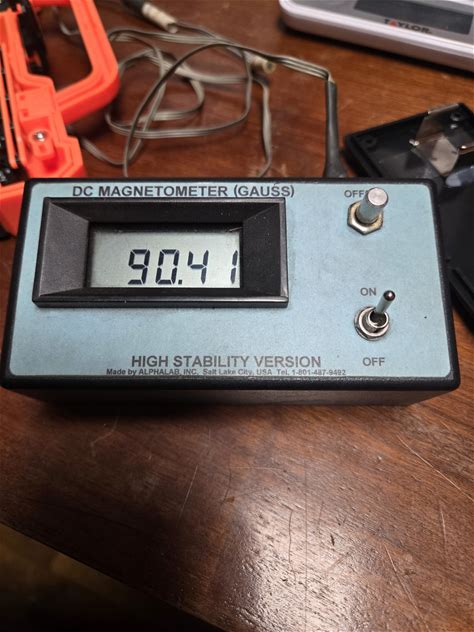 TAYLOR
DC MAGNETOMETER (GAUSS)
90.41
ON
OFF
HIGH STABILITY VERSION
Made by ALPHALAB, INC, Salt Lake City, USA Tel, 1-801-487-9492